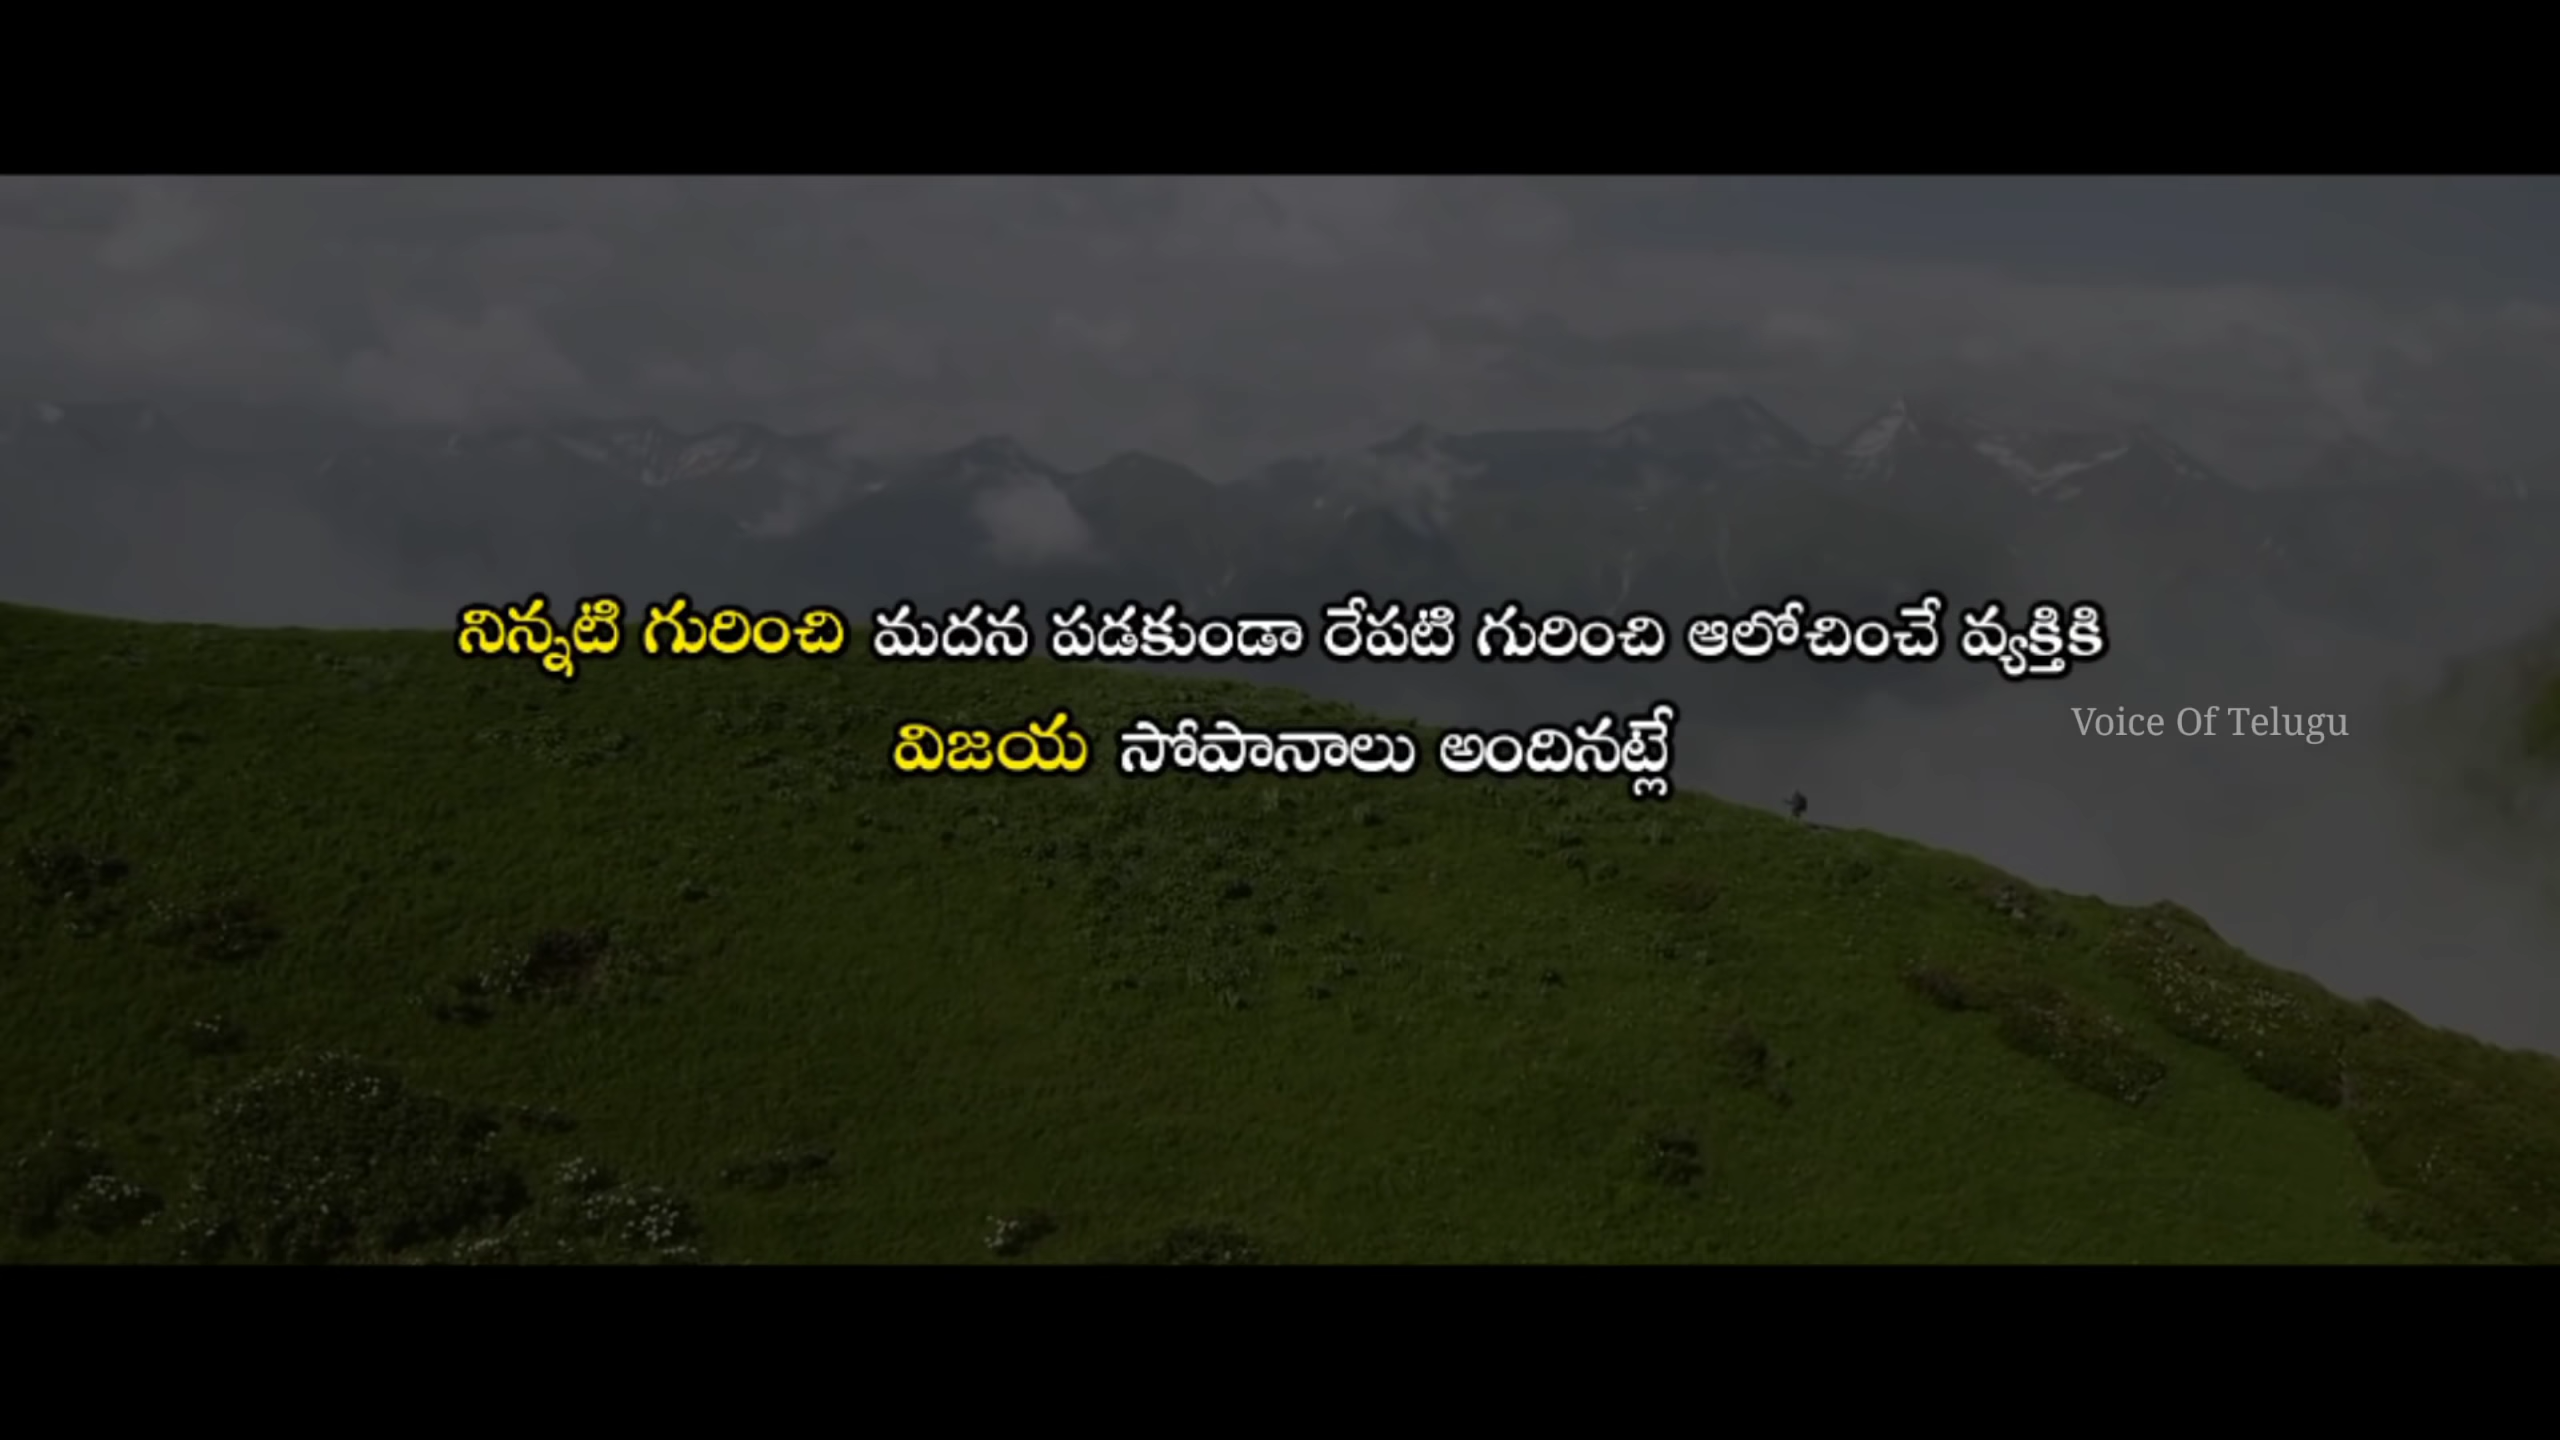 నిన్నటి గురించి మదన పడకుండా రేపటి గురించి ఆలోచించే వ్యక్తికి
విజయ సోపానాలు అందినట్లే
Voice Of Telugu